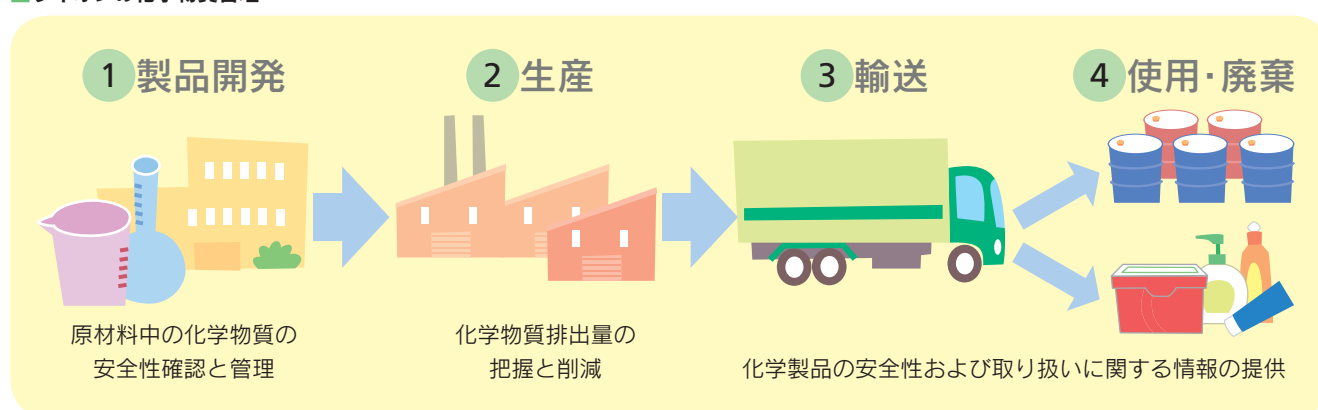 1 製品開発
2 生産
3 輸送
4 使用・廃棄
原材料中の化学物質の
安全性確認と管理
化学物質排出量の
把握と削減
化学製品の安全性および取り扱いに関する情報の提供